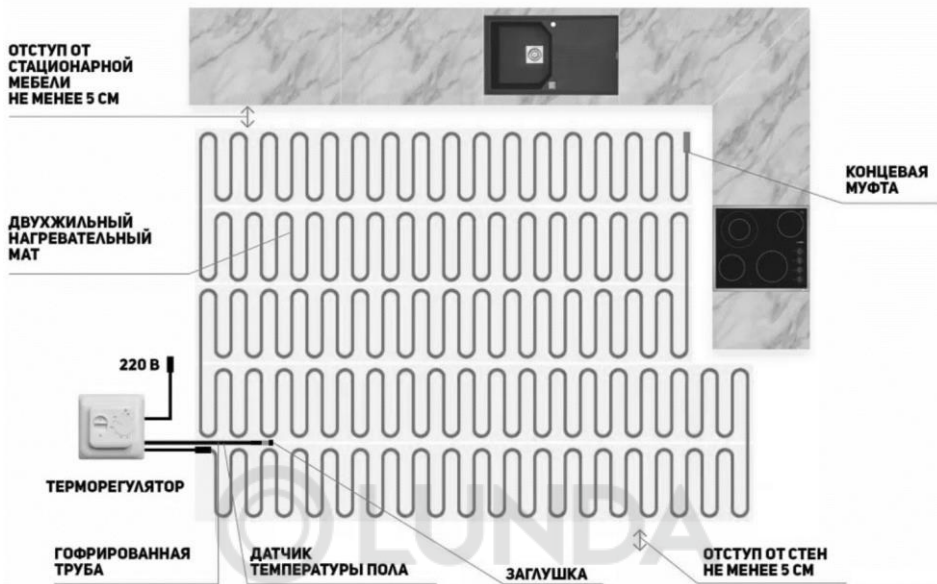 ОТСТУП ОТ
СТАЦИОНАРНОЙ
МЕБЕЛИ
НЕ МЕНЕЕ 5 СМ
КОНЦЕВАЯ
МУФТА
ДВУХЖИЛЬНЫЙ
НАГРЕВАТЕЛЬНЫЙ
МАТ
220 В
ТЕРМОРЕГУЛЯТОР
LUNDA
ГОФРИРОВАННАЯ
ТРУБА
ДАТЧИК
ТЕМПЕРАТУРЫ ПОЛА
ЗАГЛУШКА
ОТСТУП ОТ СТЕН
НЕ МЕНЕЕ 5 СМ